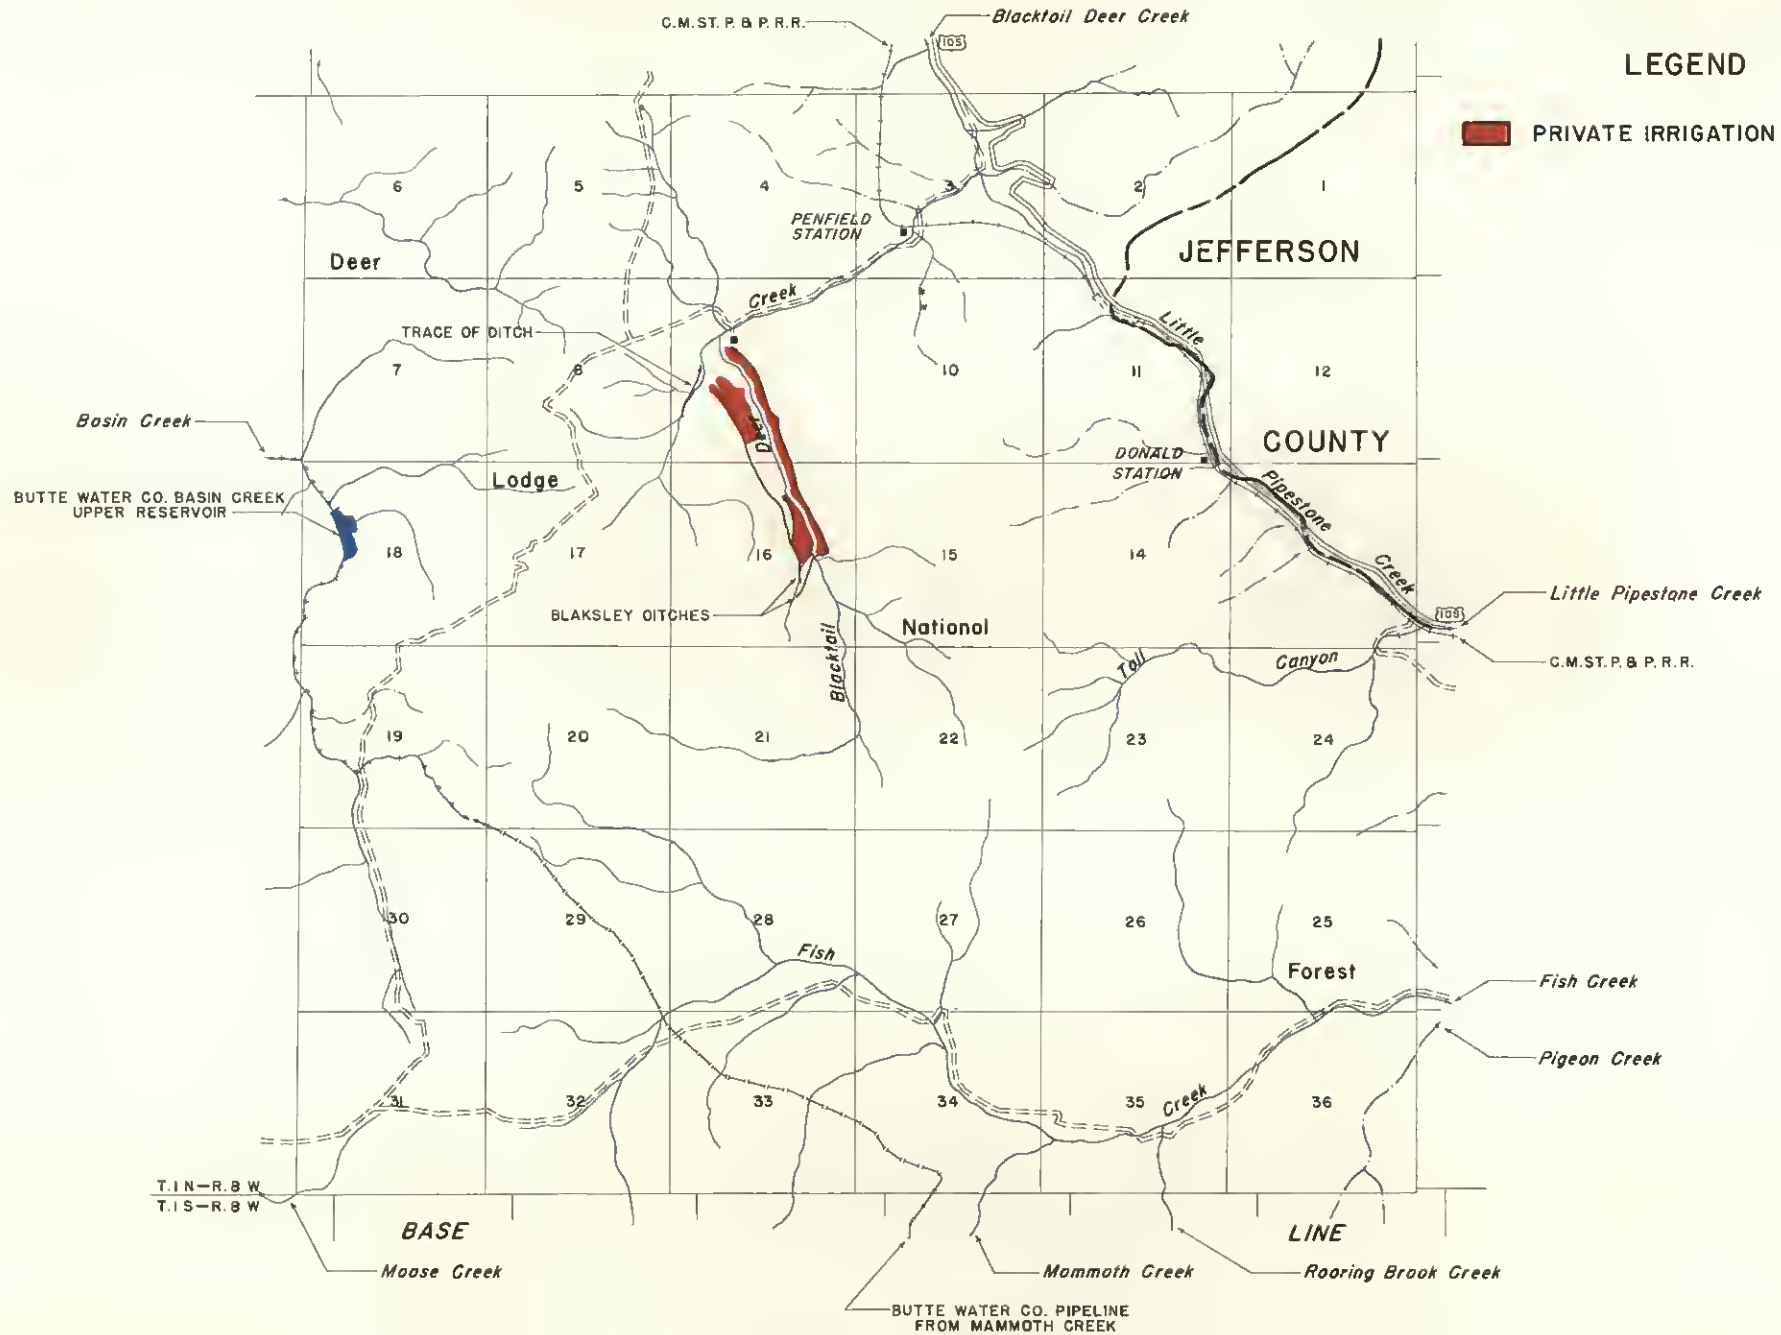 C.M. ST. P. & P. R.R.
Blacktail Deer Creek
105
LEGEND
PRIVATE IRRIGATION
6
5
4
3
2
1
PENFIELD
STATION
Deer
JEFFERSON
Creek
Little
TRACE OF DITCH
7
8
10
11
12
Basin Creek
Deer
DONALD
STATION
COUNTY
Lodge
Pipestone
BUTTE WATER CO. BASIN CREEK
UPPER RESERVOIR
18
17
16
15
14
Creek
BLAKSLEY DITCHES
105
Little Pipestone Creek
National
Blacktail
Toll
Canyon
C.M. ST. P. & P. R.R.
19
20
21
22
23
24
30
29
28
27
26
25
Fish
Forest
Fish Creek
Pigeon Creek
31
32
33
34
35
Creek
36
T.I N—R.8 W
T.I S—R.8 W
BASE
LINE
Moose Creek
Mammoth Creek
Rooring Brook Creek
BUTTE WATER CO. PIPELINE
FROM MAMMOTH CREEK